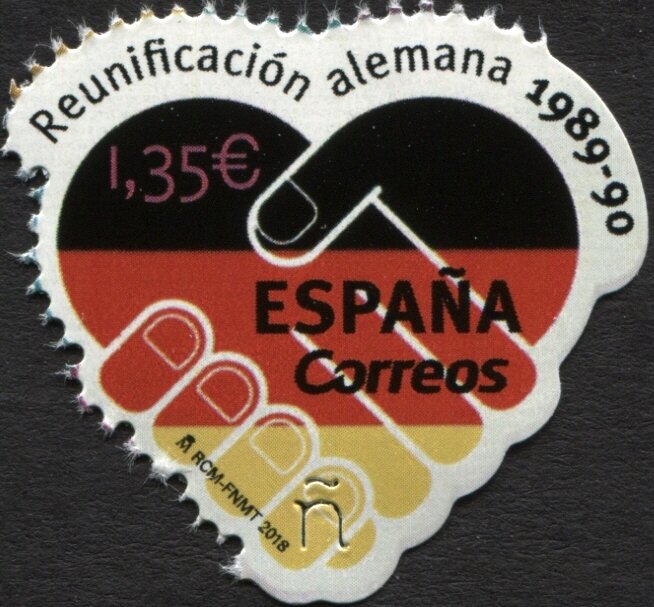 Reunificación alemana 1989-90
1,35€
ESPAÑA
Correos
RCM-FNMT 2018
ñ